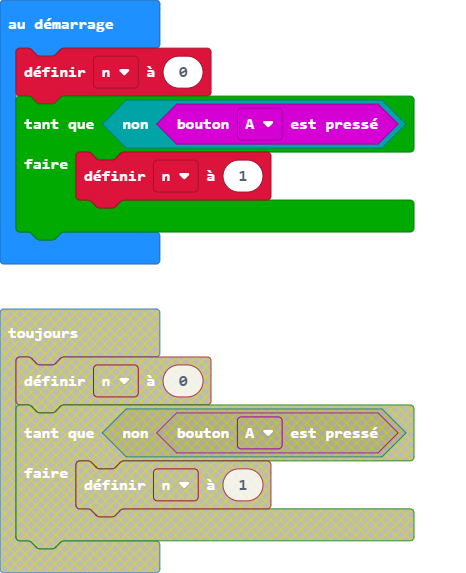 au démarrage
définir n à 0
tant que non bouton A est pressé
faire
définir n à 1
toujours
définir n à 0
tant que non bouton A est pressé
faire
définir n à 1